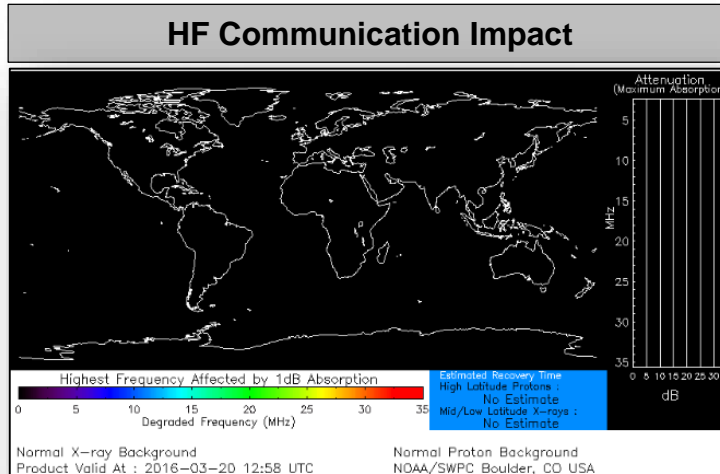 HF Communication Impact
Attenuation
(Maximum Absorption)
5
10
15
20
25
30
35
MHz
0 5 10 15 20 25 30
dB
Highest Frequency Affected by 1dB Absorption
0 5 10 15 20 25 30 35
Degraded Frequency (MHz)
Estimated Recovery Time
High Latitude Protons :
No Estimate
Mid/Low Latitude X-rays :
No Estimate
Normal X-ray Background
Product Valid At : 2016-03-20 12:58 UTC
Normal Proton Background
NOAA/SWPC Boulder, CO USA